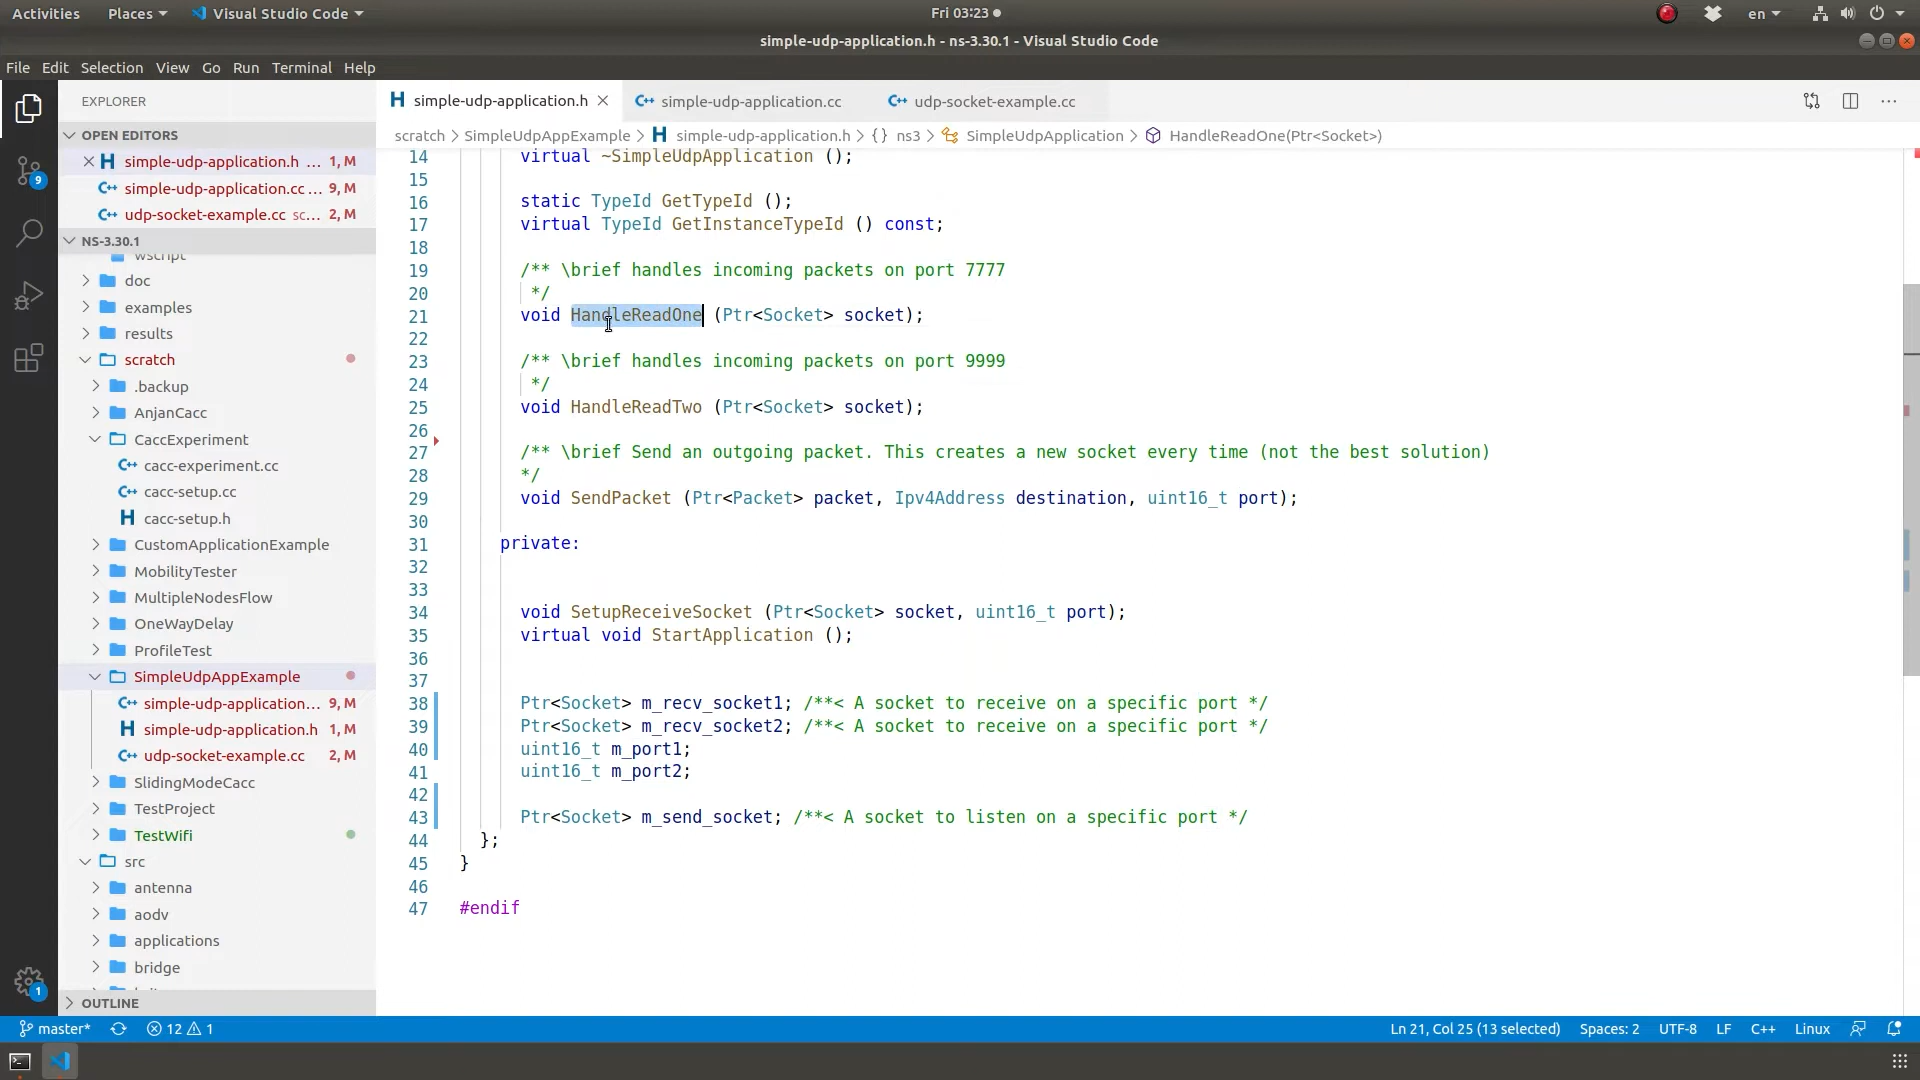 Activities Places Visual Studio Code Fri 03:23 en
simple-udp-application.h - ns-3.30.1 - Visual Studio Code
File Edit Selection View Go Run Terminal Help
EXPLORER
OPEN EDITORS
simple-udp-application.h ... 1, M
simple-udp-application.cc ... 9, M
udp-socket-example.cc sc... 2, M
NS-3.30.1
wscript
doc
examples
results
scratch
.backup
AnjanCacc
CaccExperiment
cacc-experiment.cc
cacc-setup.cc
cacc-setup.h
CustomApplicationExample
MobilityTester
MultipleNodesFlow
OneWayDelay
ProfileTest
SimpleUdpAppExample
simple-udp-application... 9, M
simple-udp-application.h 1, M
udp-socket-example.cc 2, M
SlidingModeCacc
TestProject
TestWifi
src
antenna
aodv
applications
bridge
OUTLINE
9
1
simple-udp-application.h simple-udp-application.cc udp-socket-example.cc
scratch > SimpleUdpAppExample > simple-udp-application.h > {} ns3 > SimpleUdpApplication > HandleReadOne(Ptr<Socket>)
14 virtual ~SimpleUdpApplication ();
15
16 static TypeId GetTypeId ();
17 virtual TypeId GetInstanceTypeId () const;
18
19 /** \brief handles incoming packets on port 7777
20 */
21 void HandleReadOne (Ptr<Socket> socket);
22
23 /** \brief handles incoming packets on port 9999
24 */
25 void HandleReadTwo (Ptr<Socket> socket);
26
27 /** \brief Send an outgoing packet. This creates a new socket every time (not the best solution)
28 */
29 void SendPacket (Ptr<Packet> packet, Ipv4Address destination, uint16_t port);
30
31 private:
32
33
34 void SetupReceiveSocket (Ptr<Socket> socket, uint16_t port);
35 virtual void StartApplication ();
36
37
38 Ptr<Socket> m_recv_socket1; /**< A socket to receive on a specific port */
39 Ptr<Socket> m_recv_socket2; /**< A socket to receive on a specific port */
40 uint16_t m_port1;
41 uint16_t m_port2;
42
43 Ptr<Socket> m_send_socket; /**< A socket to listen on a specific port */
44 };
45 }
46
47 #endif
master* 12 1 Ln 21, Col 25 (13 selected) Spaces: 2 UTF-8 LF C++ Linux